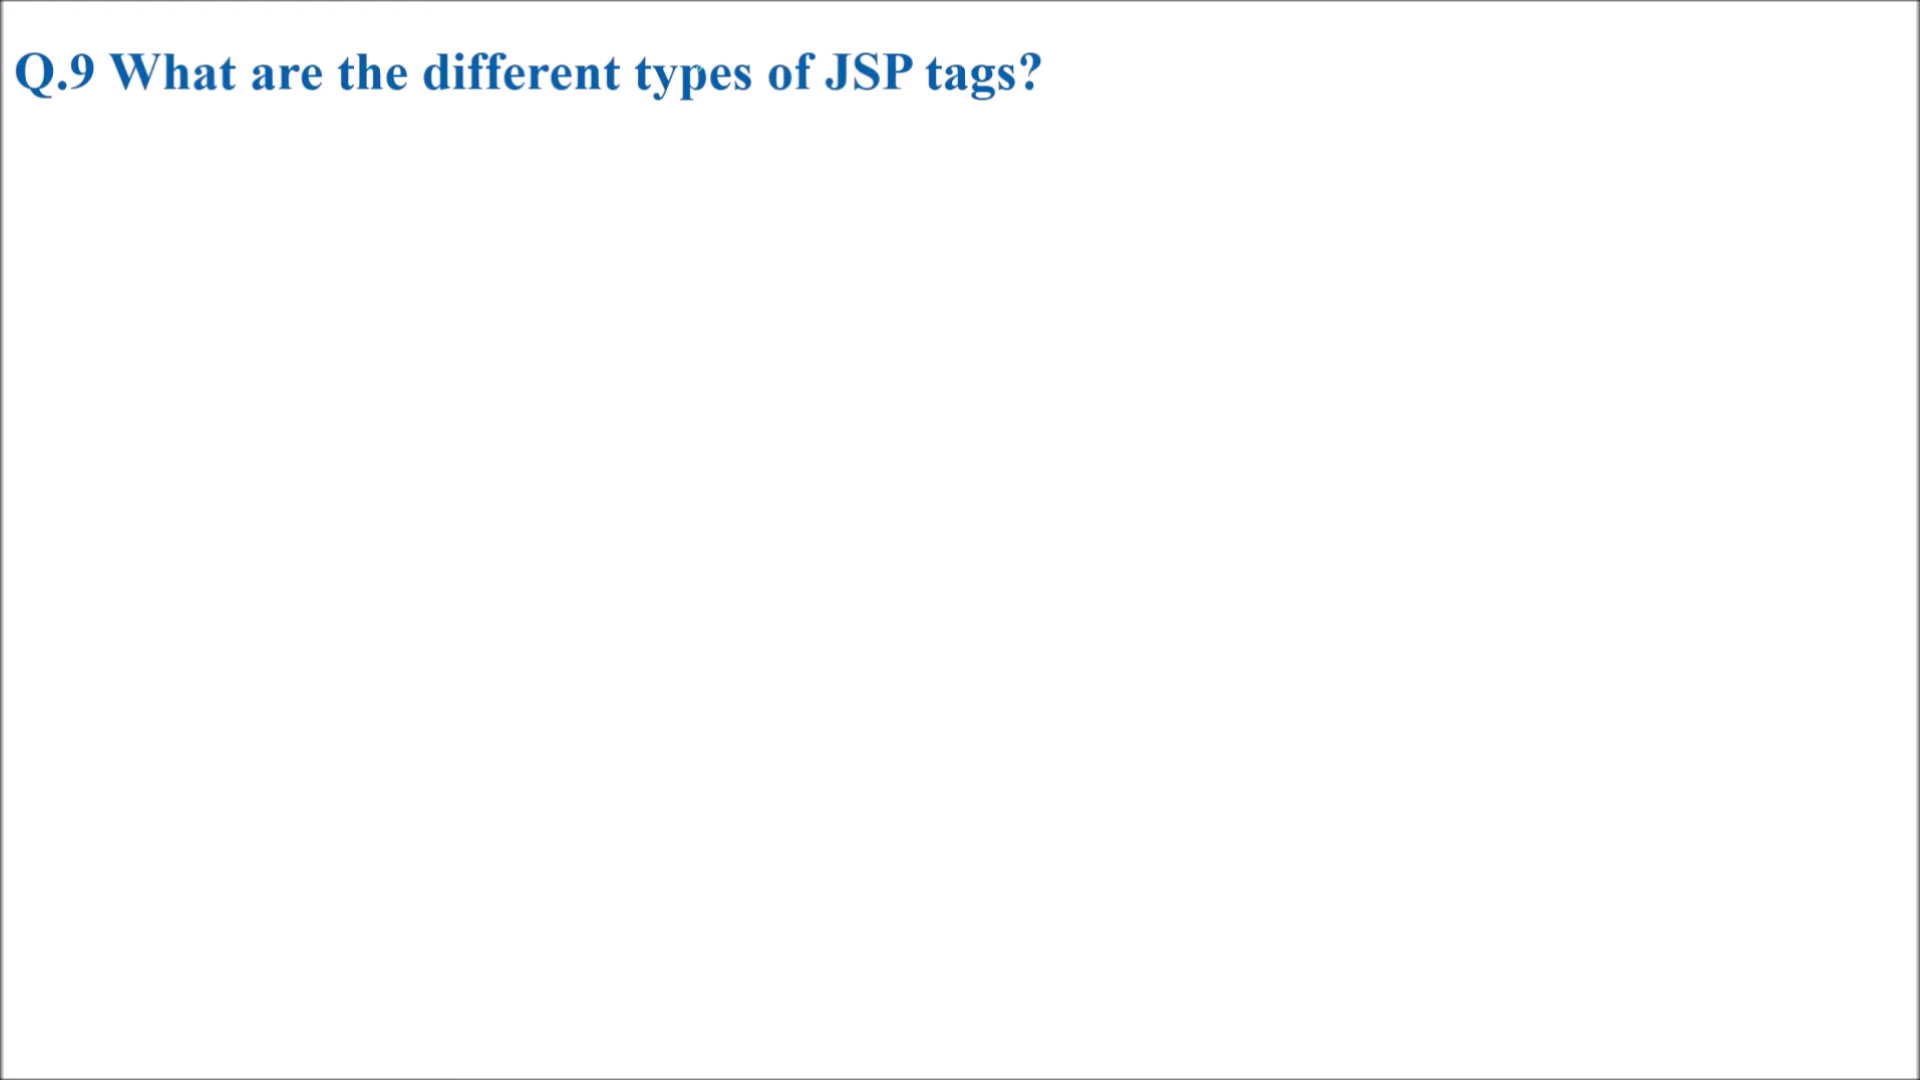 Q.9 What are the different types of JSP tags?